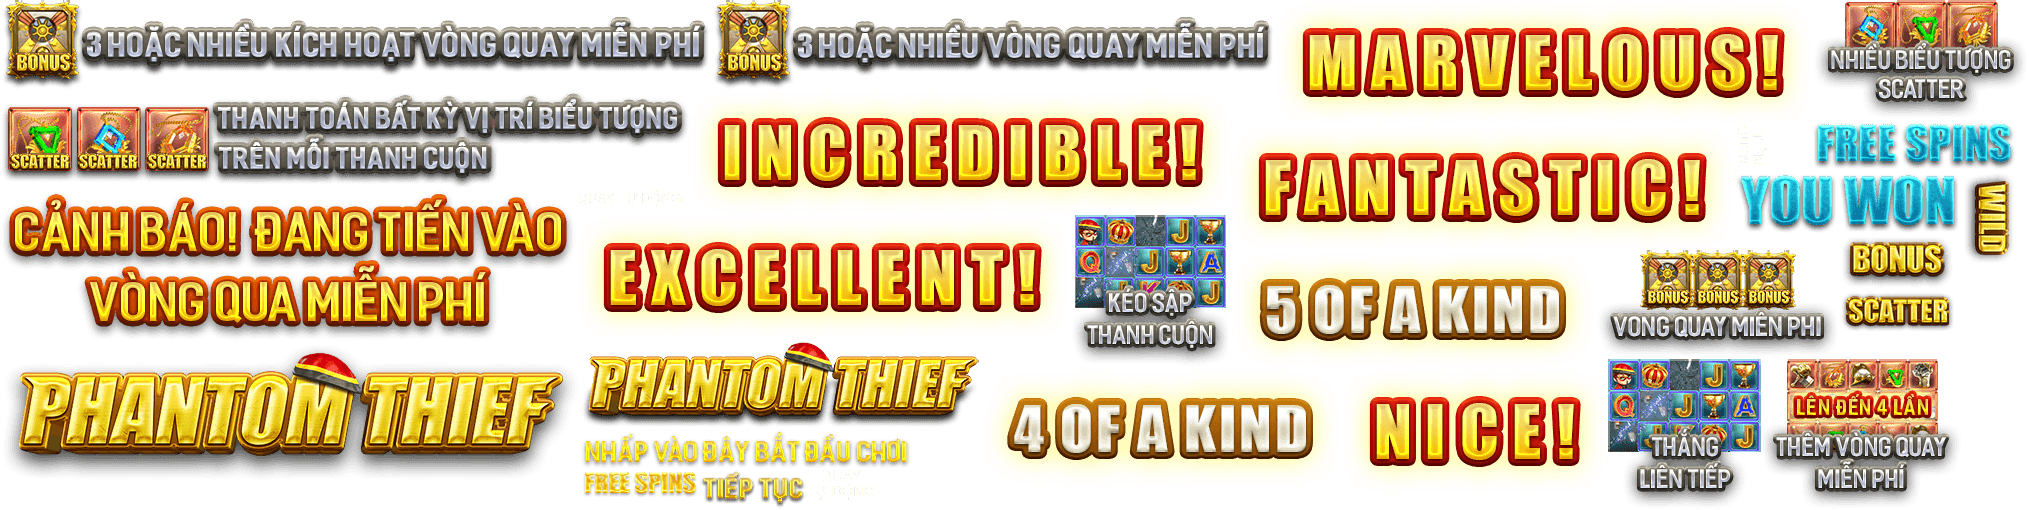 BONUS
3 HOẶC NHIỀU KÍCH HOẠT VÒNG QUAY MIỄN PHÍ
BONUS
3 HOẶC NHIỀU VÒNG QUAY MIỄN PHÍ
MARVELOUS!
NHIỀU BIỂU TƯỢNG
SCATTER
SCATTER SCATTER SCATTER
THANH TOÁN BẤT KỲ VỊ TRÍ BIỂU TƯỢNG
TRÊN MỖI THANH CUỘN
INCREDIBLE!
FANTASTIC!
FREE SPINS
YOU WON
WILD
CẢNH BÁO! ĐANG TIẾN VÀO
VÒNG QUA MIỄN PHÍ
EXCELLENT!
J
Q J A
J
KÉO SẬP
THANH CUỘN
5 OF A KIND
BONUS BONUS BONUS
VONG QUAY MIÊN PHI
BONUS
SCATTER
PHANTOM THIEF
PHANTOM THIEF
NHẤP VÀO ĐÂY BẮT ĐẦU CHƠI
FREE SPINS
TIẾP TỤC
4 OF A KIND
NICE!
J
Q J A
J
THẮNG
LIÊN TIẾP
LÊN ĐẾN 4 LẦN
THÊM VÒNG QUAY
MIỄN PHÍ